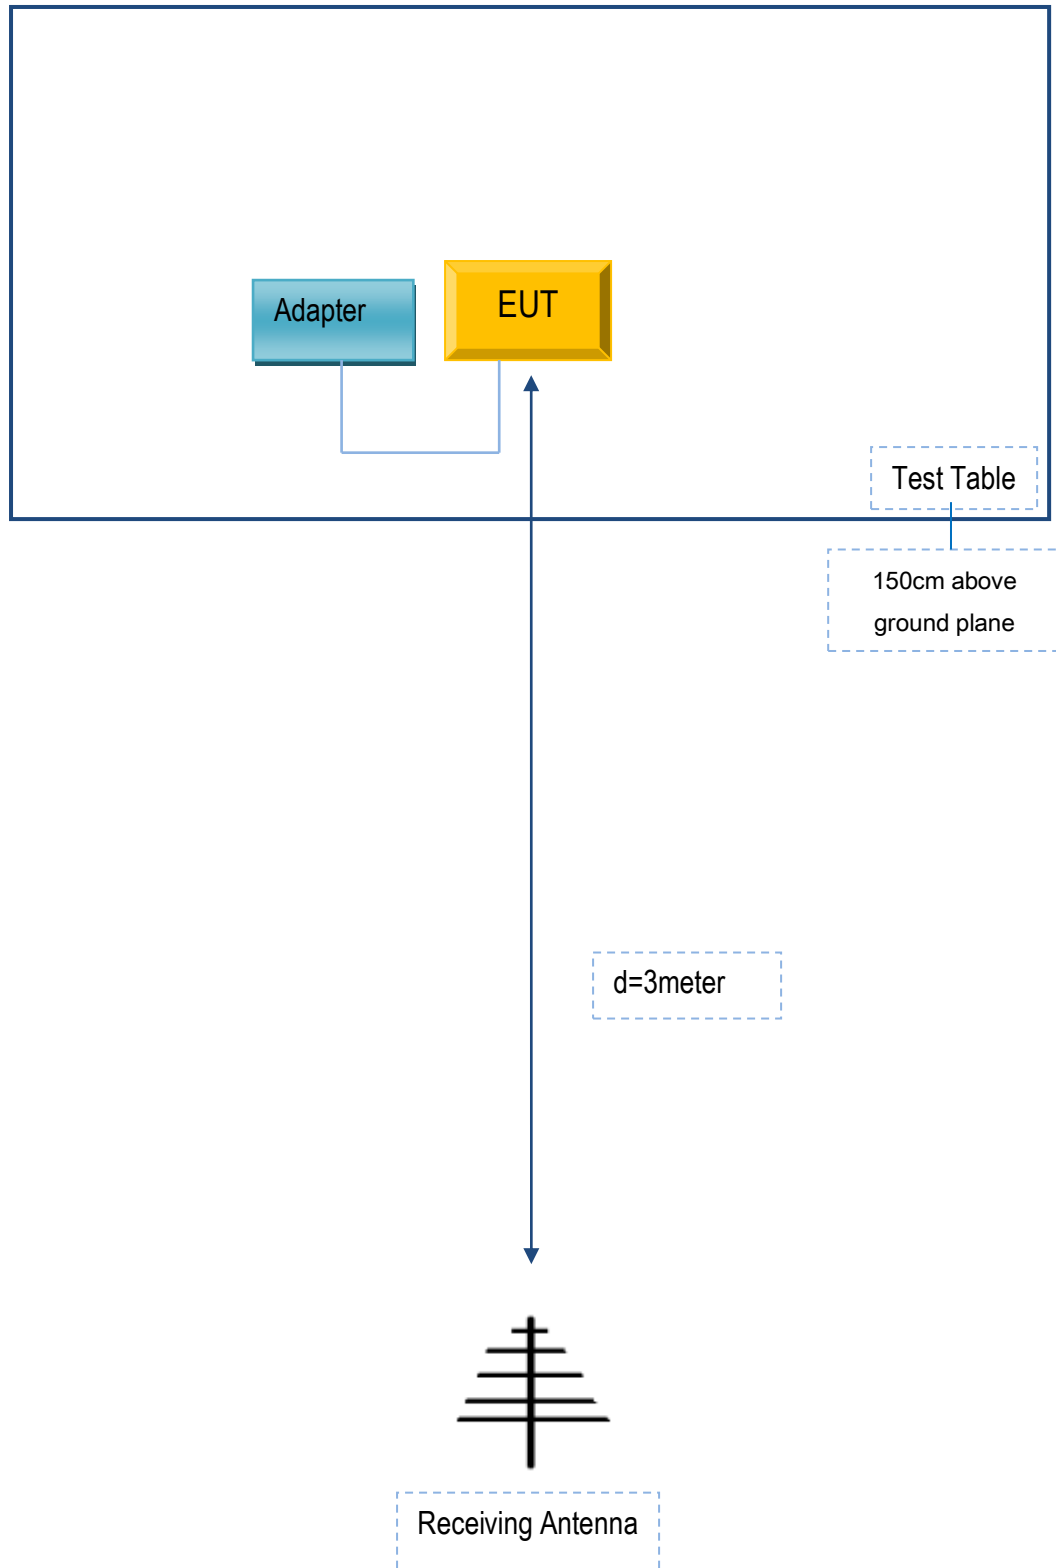 Adapter
EUT
Test Table
150cm above
ground plane
d=3meter
Receiving Antenna